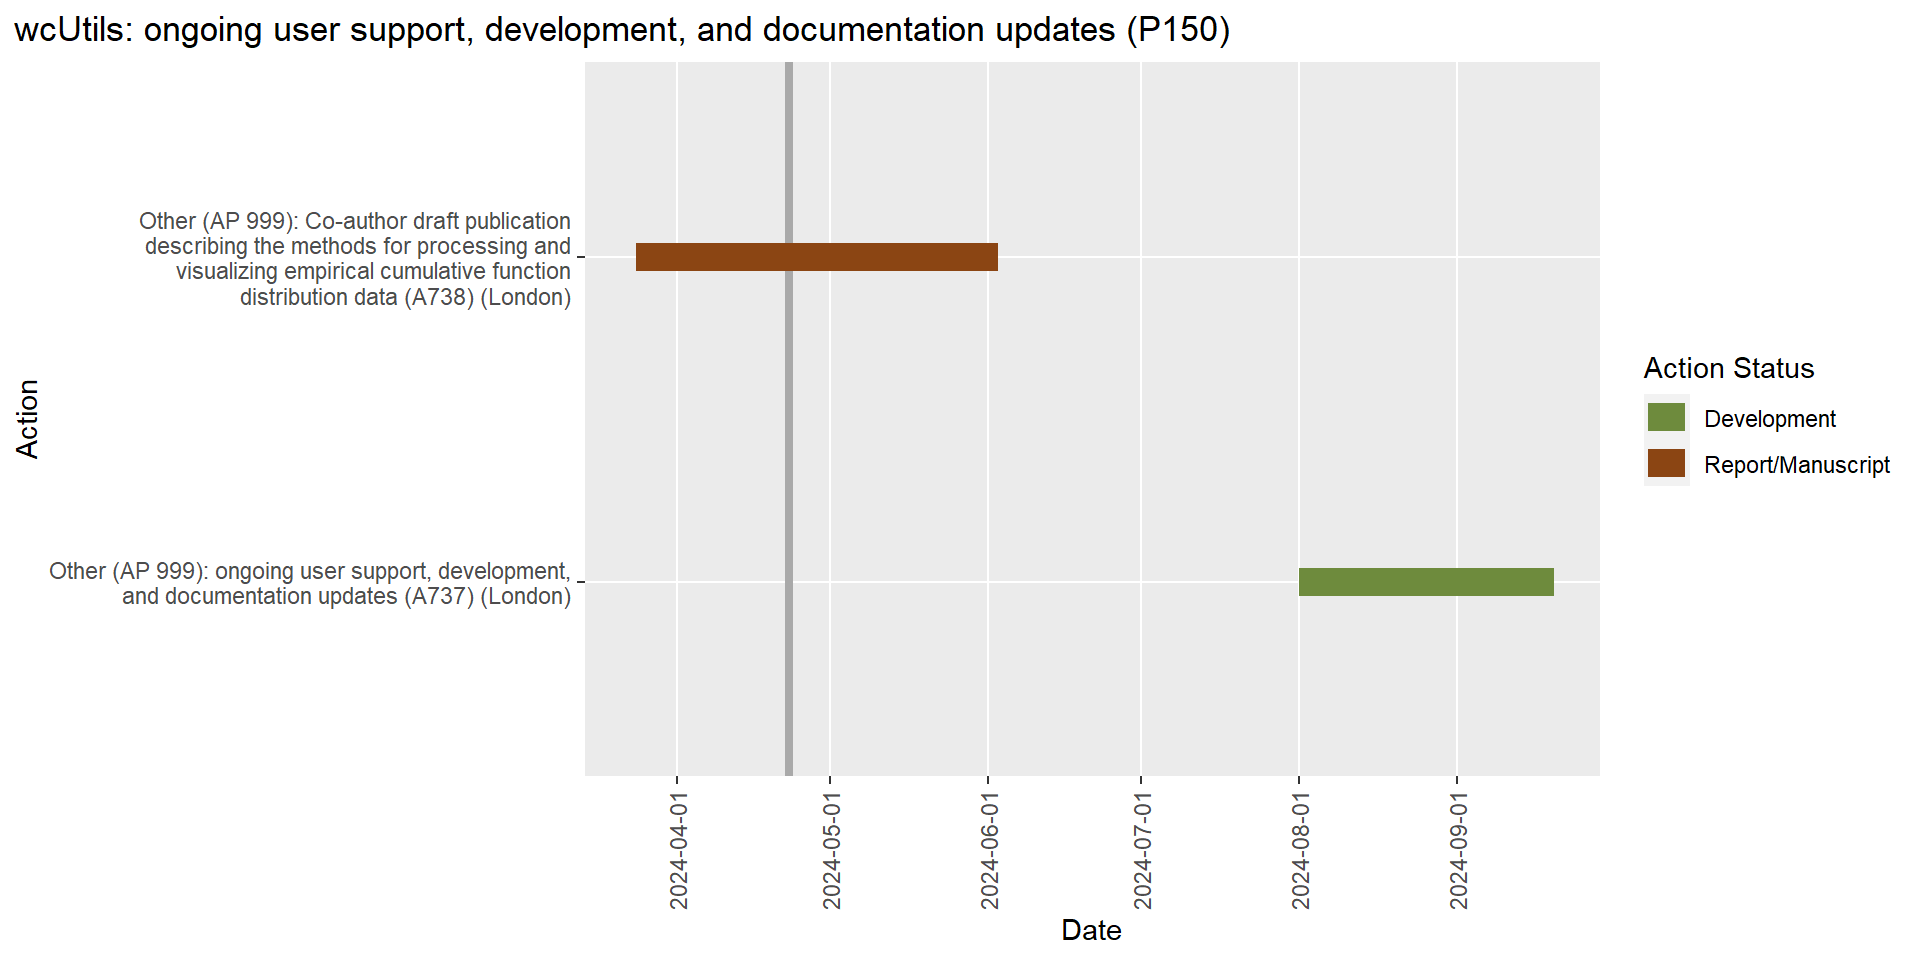 wcUtils: ongoing user support, development, and documentation updates (P150)
Other (AP 999): Co-author draft publication
describing the methods for processing and
visualizing empirical cumulative function
distribution data (A738) (London)
Action
Other (AP 999): ongoing user support, development,
and documentation updates (A737) (London)
Action Status
Development
Report/Manuscript
2024-04-01
2024-05-01
2024-06-01
2024-07-01
2024-08-01
2024-09-01
Date